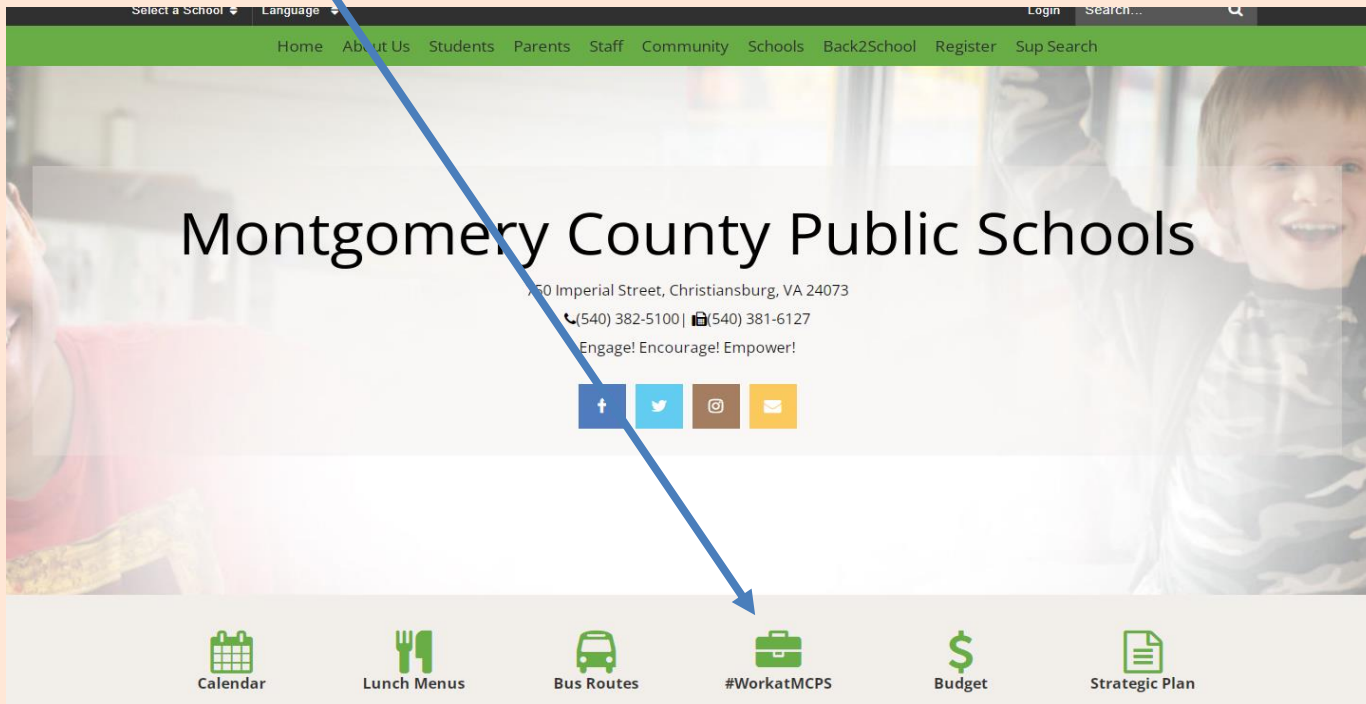 Select a School Language Login Search...
Home About Us Students Parents Staff Community Schools Back2School Register Sup Search
Montgomery County Public Schools
750 Imperial Street, Christiansburg, VA 24073
(540) 382-5100| (540) 381-6127
Engage! Encourage! Empower!
Calendar Lunch Menus Bus Routes #WorkatMCPS Budget Strategic Plan